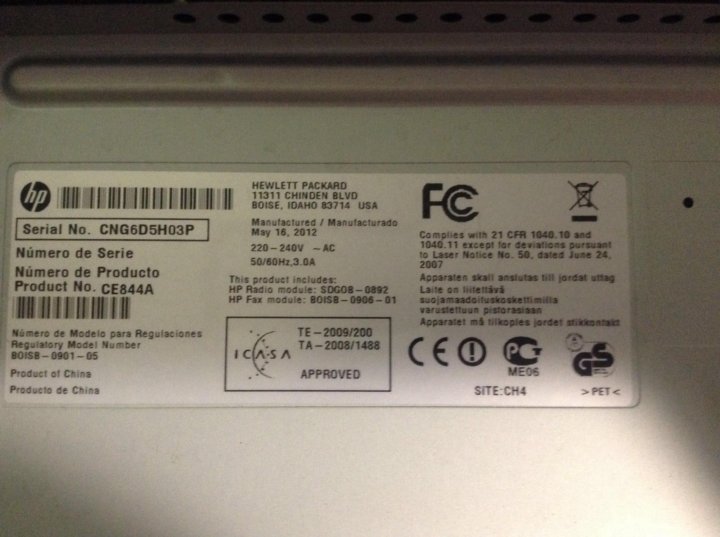 hp
HEWLETT PACKARD
11311 CHINDEN BLVD
BOISE, IDAHO 83714 USA
Serial No. CNG6D5H03P
Manufactured / Manufacturado
May 16, 2012
220-240V ~ AC
50/60Hz, 3.0A
Número de Serie
Número de Producto
Product No. CE844A
This product includes:
HP Radio module: SDGOB-0892
HP Fax module: BOISB-0906-01
Número de Modelo para Regulaciones
Regulatory Model Number
BOISB-0901-05
Product of China
Producto de China
ICASA
TE-2009/200
TA-2008/1488
APPROVED
FC
Complies with 21 CFR 1040.10 and
1040.11 except for deviations pursuant
to Laser Notice No. 50, dated June 24,
2007
Apparaten skall anslutas till jordat uttag
Laite on liitettävä
suojamaadoituskoskettimilla
varustettuun pistorasiaan
Apparatet må tilkoples jordet stikkontakt
CE
PG
ME06
GS
SITE:CH4
>PET<